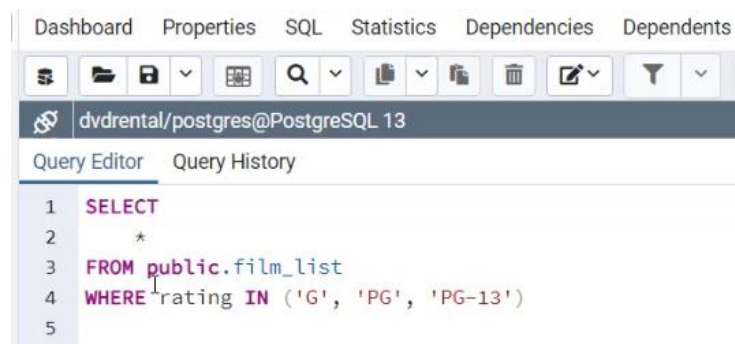 Dashboard Properties SQL Statistics Dependencies Dependents
dvdrental/postgres@PostgreSQL 13
Query Editor Query History
1 SELECT
2 *
3 FROM public.film_list
4 WHERE rating IN ('G', 'PG', 'PG-13')
5